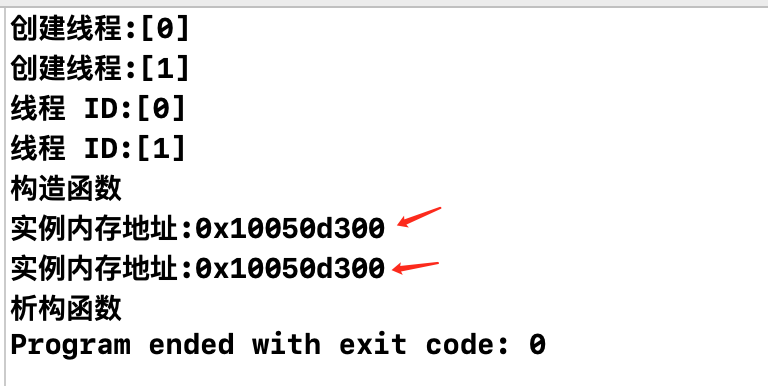 创建线程:[0]
创建线程:[1]
线程 ID:[0]
线程 ID:[1]
构造函数
实例内存地址:0x10050d300
实例内存地址:0x10050d300
析构函数
Program ended with exit code: 0